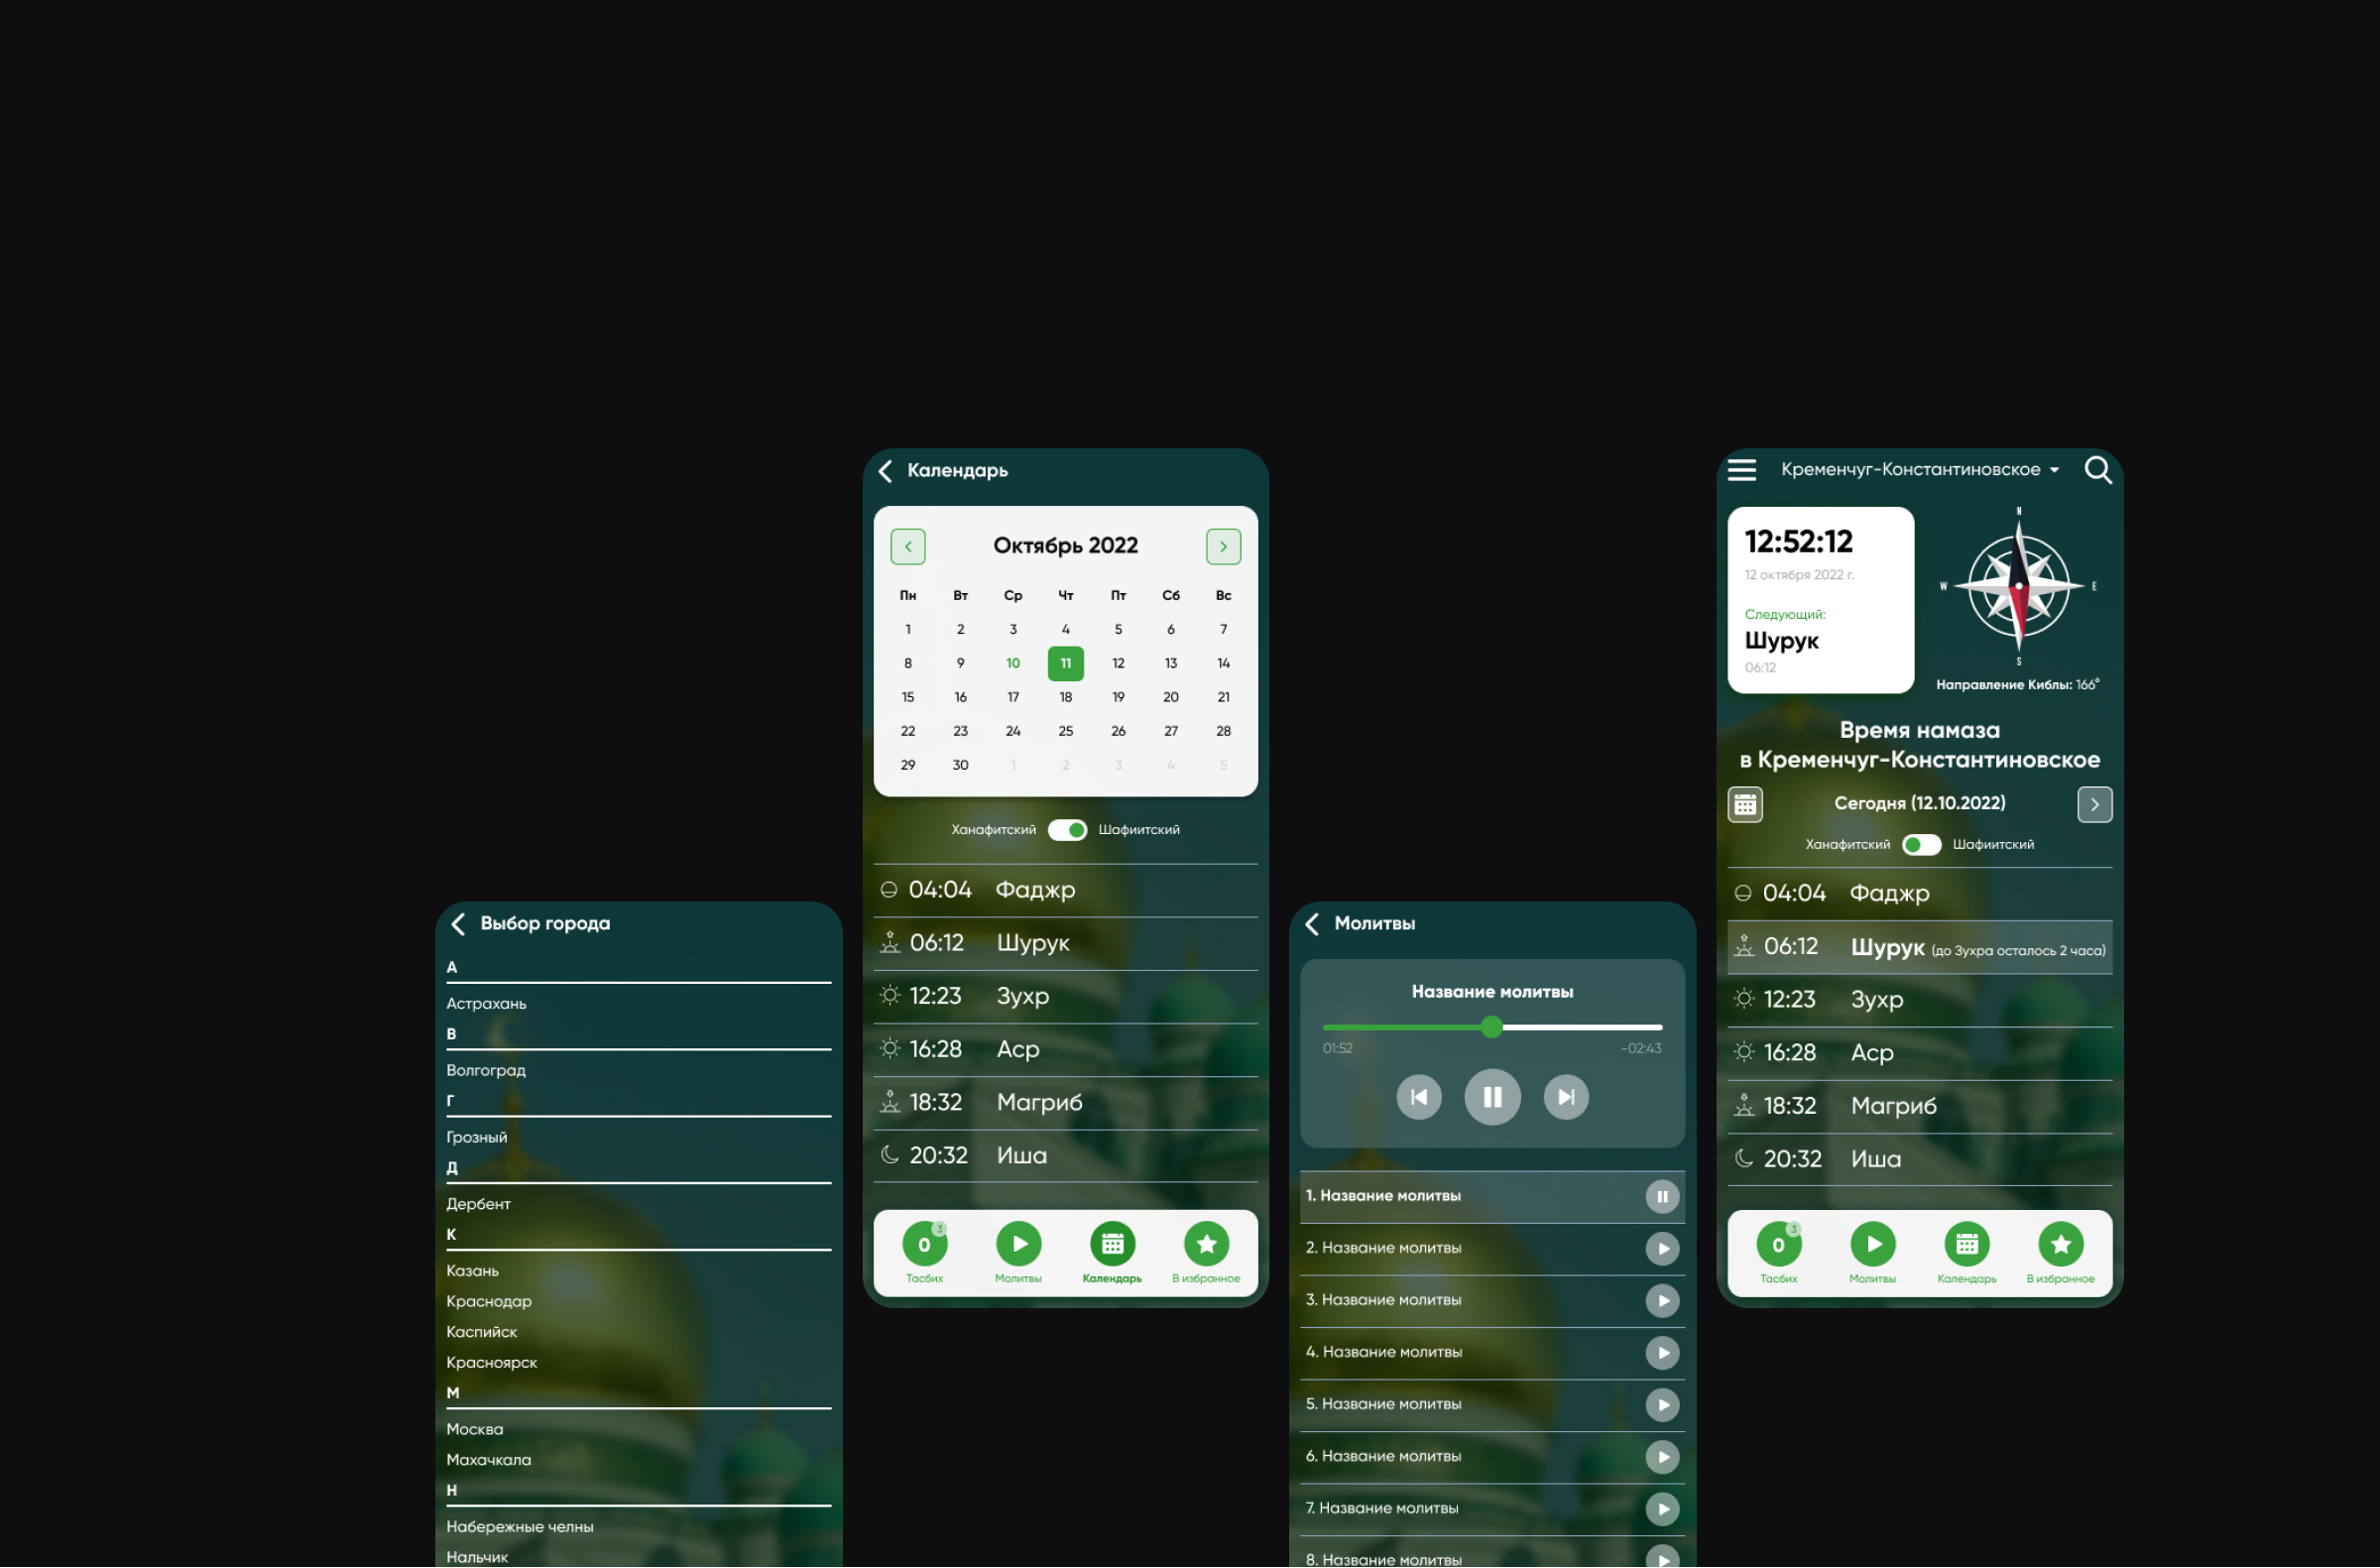 Выбор города
А
Астрахань
В
Волгоград
Г
Грозный
Д
Дербент
К
Казань
Краснодар
Каспийск
Красноярск
М
Москва
Махачкала
Н
Набережные челны
Нальчик
Календарь
Октябрь 2022
Пн Вт Ср Чт Пт Сб Вс
1 2 3 4 5 6 7
8 9 10 11 12 13 14
15 16 17 18 19 20 21
22 23 24 25 26 27 28
29 30 1 2 3 4 5
Ханафитский Шафиитский
04:04 Фаджр
06:12 Шурук
12:23 Зухр
16:28 Аср
18:32 Магриб
20:32 Иша
0 3
Тасбих Молитвы Календарь В избранное
Молитвы
Название молитвы
01:52 -02:43
1. Название молитвы
2. Название молитвы
3. Название молитвы
4. Название молитвы
5. Название молитвы
6. Название молитвы
7. Название молитвы
8. Название молитвы
Кременчуг-Константиновское
12:52:12
12 октября 2022 г.
Следующий:
Шурук
06:12
N
W E
S
Направление Киблы: 166°
Время намаза
в Кременчуг-Константиновское
Сегодня (12.10.2022)
Ханафитский Шафиитский
04:04 Фаджр
06:12 Шурук (до Зухра осталось 2 часа)
12:23 Зухр
16:28 Аср
18:32 Магриб
20:32 Иша
0 3
Тасбих Молитвы Календарь В избранное